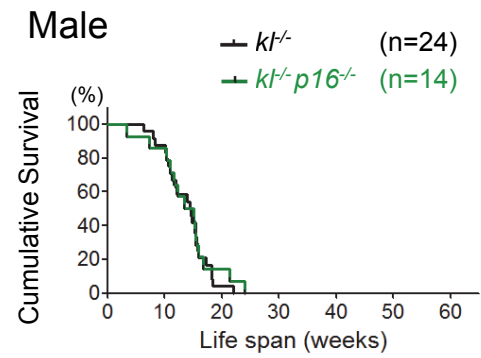 Male
kl-/- (n=24)
kl-/- p16-/- (n=14)
(%)
100
80
60
40
20
0
Cumulative Survival
0 10 20 30 40 50 60
Life span (weeks)